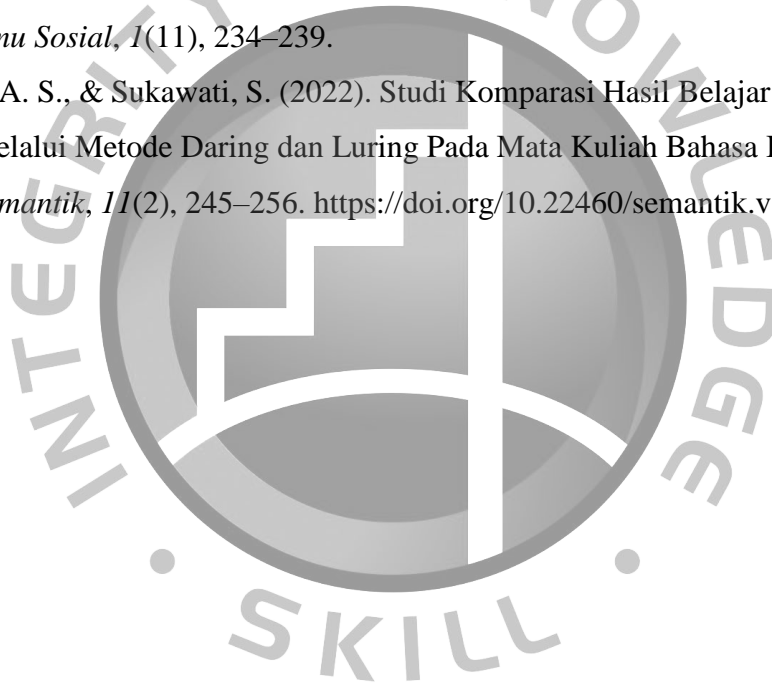 nu Sosial, 1(11), 234–239.
A. S., & Sukawati, S. (2022). Studi Komparasi Hasil Belajar
elalui Metode Daring dan Luring Pada Mata Kuliah Bahasa
mantik, 11(2), 245–256. https://doi.org/10.22460/semantik.v
INTEGRITY
KNOWLEDGE
SKILL